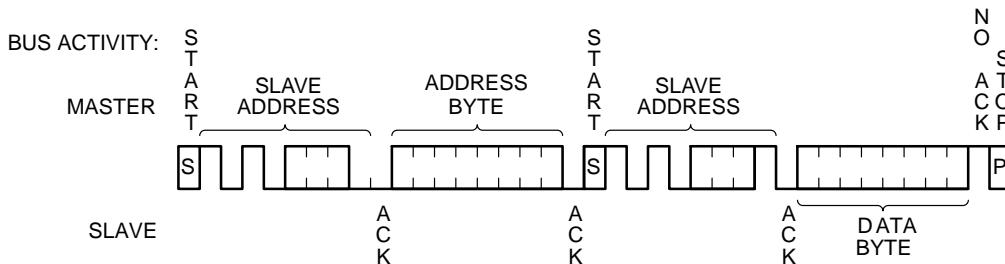 BUS ACTIVITY:
MASTER
START
SLAVE
ADDRESS
ADDRESS
BYTE
START
SLAVE
ADDRESS
NO ACK
STOP
S
S
P
SLAVE
ACK
ACK
ACK
DATA
BYTE